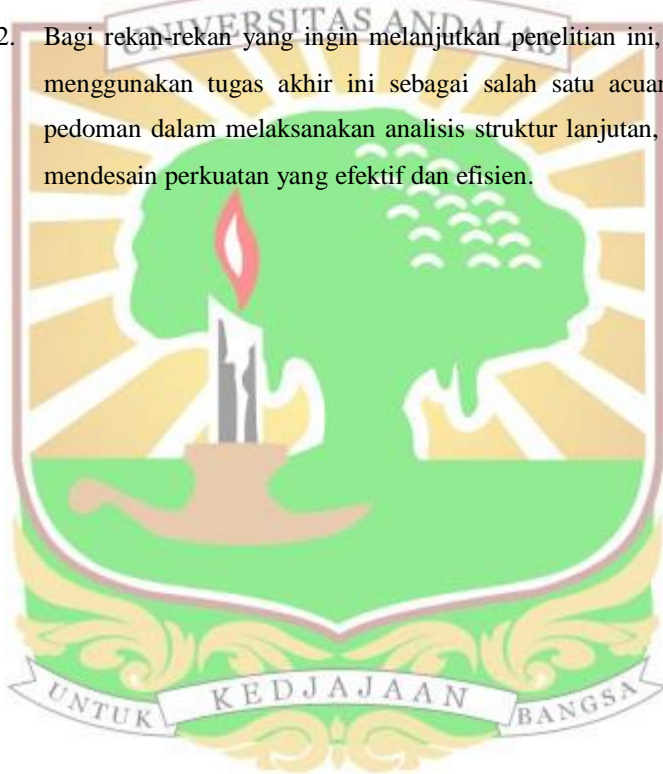 UNIVERSITAS ANDALAS
2. Bagi rekan-rekan yang ingin melanjutkan penelitian ini,
menggunakan tugas akhir ini sebagai salah satu acuan
pedoman dalam melaksanakan analisis struktur lanjutan,
mendesain perkuatan yang efektif dan efisien.
UNTUK KEDJAJAAN BANGSA